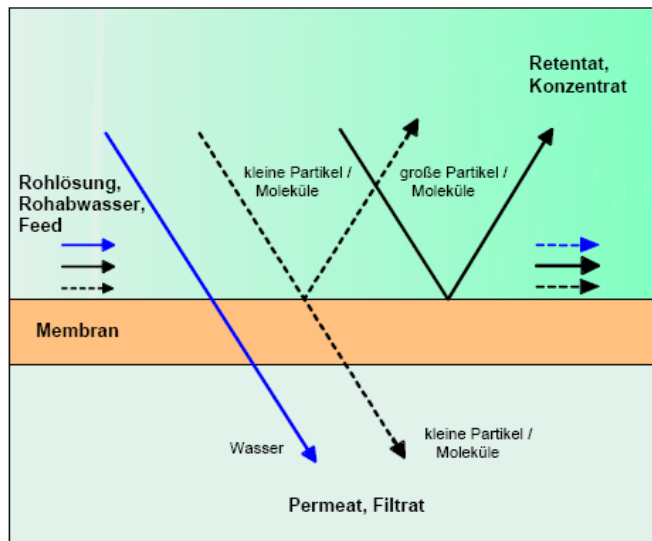 Retentat,
Konzentrat
kleine Partikel /
Moleküle
große Partikel /
Moleküle
Rohlösung,
Rohabwasser,
Feed
Membran
Wasser
kleine Partikel /
Moleküle
Permeat, Filtrat